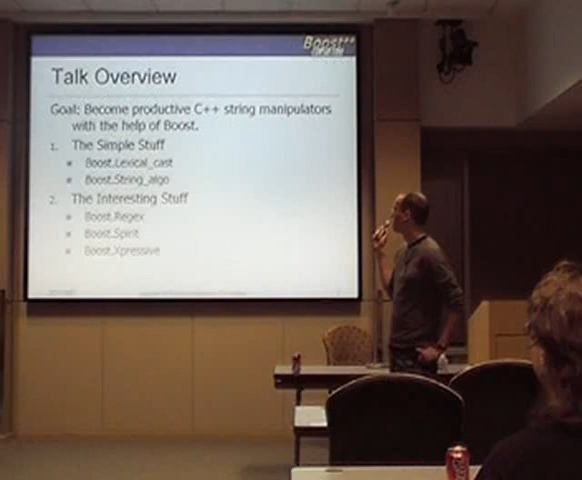 Boost++
Talk Overview
Goal: Become productive C++ string manipulators
with the help of Boost.
1. The Simple Stuff
Boost.Lexical_cast
Boost.String_algo
2. The Interesting Stuff
Boost.Regex
Boost.Spirit
Boost.Xpressive